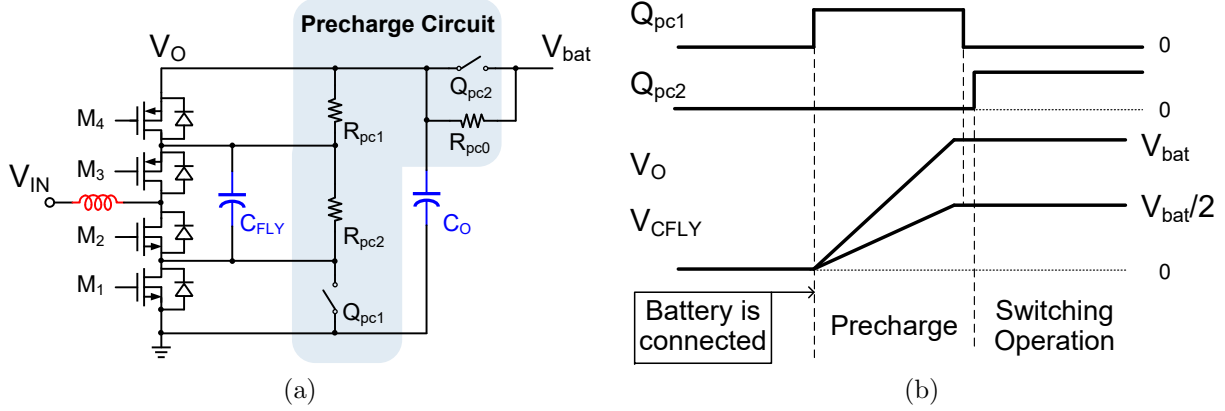 Precharge Circuit
V_O
V_bat
Q_pc2
M_4
R_pc1
R_pc0
M_3
V_IN
C_FLY
C_O
M_2
R_pc2
M_1
Q_pc1
(a)
Q_pc1
0
Q_pc2
0
V_O
V_bat
V_CFLY
V_bat/2
0
Battery is
connected
Precharge
Switching
Operation
(b)